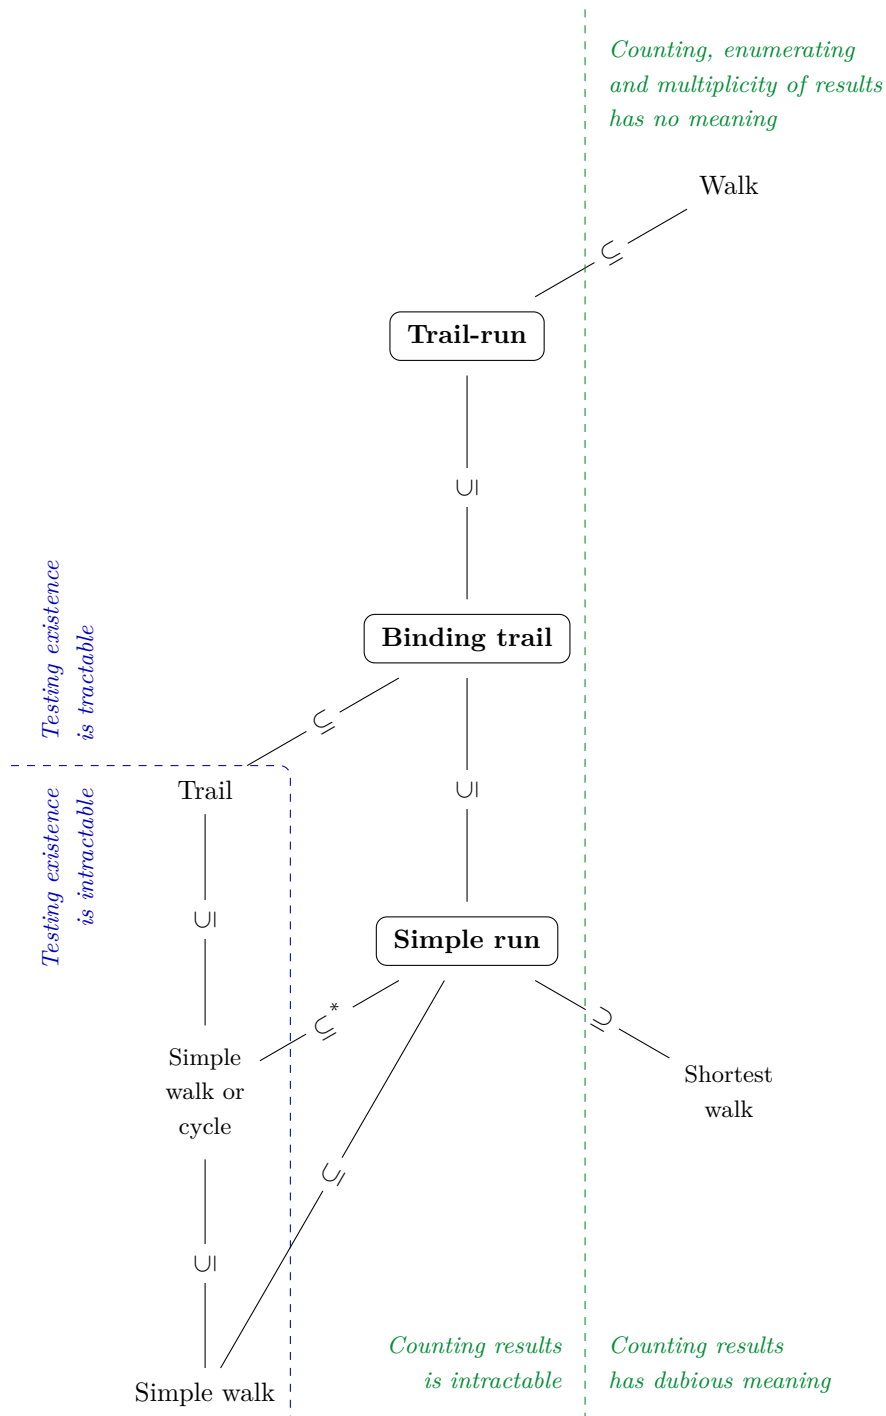 Counting, enumerating
and multiplicity of results
has no meaning
Walk
⊆
Trail-run
⊆
Testing existence
is tractable
Binding trail
⊆
⊆
Testing existence
is intractable
Trail
⊆
Simple run
⊆*
⊆
Simple
walk or
cycle
Shortest
walk
⊆
⊆
Counting results
is intractable
Counting results
has dubious meaning
Simple walk